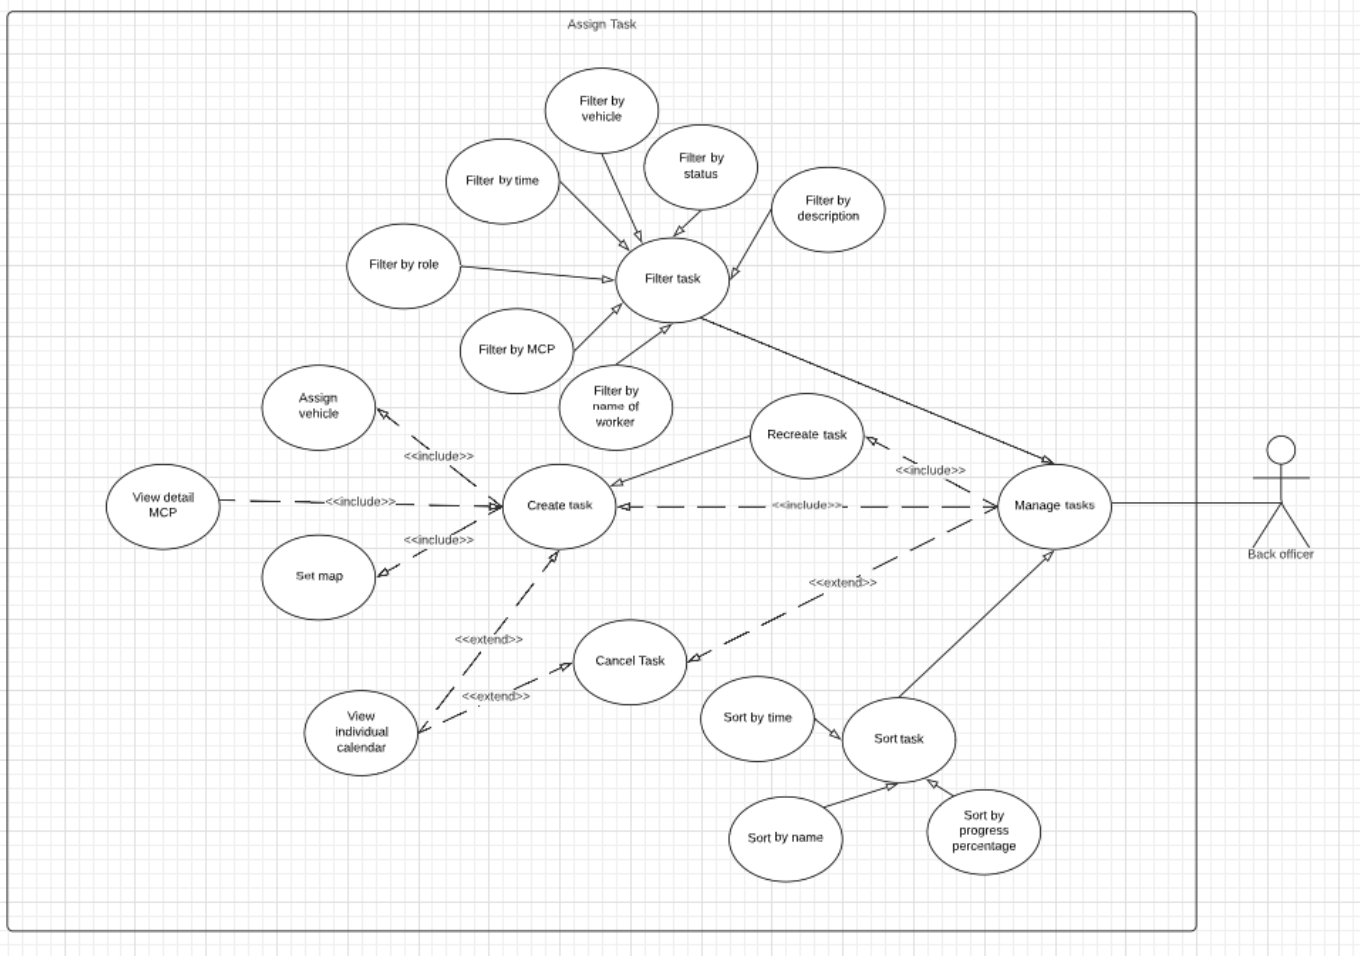 Assign Task
Filter by
vehicle
Filter by
status
Filter by time
Filter by
description
Filter by role
Filter task
Filter by MCP
Filter by
name of
worker
Assign
vehicle
Recreate task
<<include>>
<<include>>
View detail
MCP
<<include>>
Create task
<<include>>
Manage tasks
<<include>>
Back officer
Set map
<<extend>>
<<extend>>
Cancel Task
<<extend>>
View
individual
calendar
Sort by time
Sort task
Sort by name
Sort by
progress
percentage